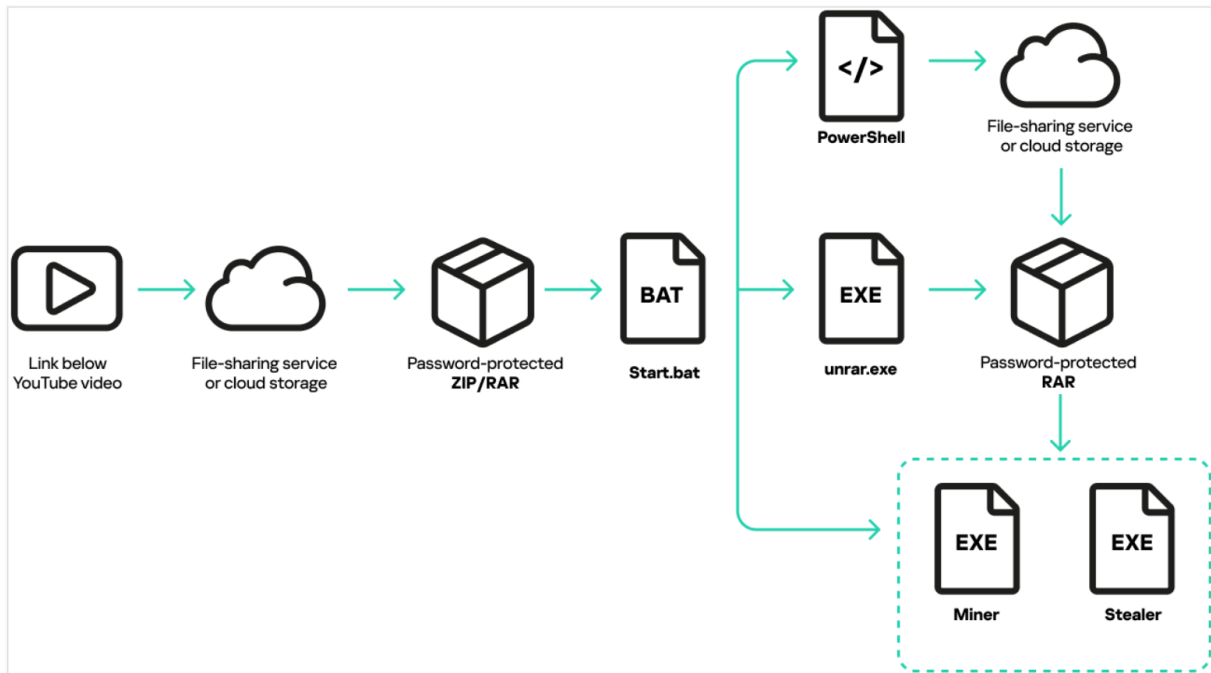 </>
PowerShell
File-sharing service
or cloud storage
Link below
YouTube video
File-sharing service
or cloud storage
Password-protected
ZIP/RAR
BAT
Start.bat
EXE
unrar.exe
Password-protected
RAR
EXE
Miner
EXE
Stealer